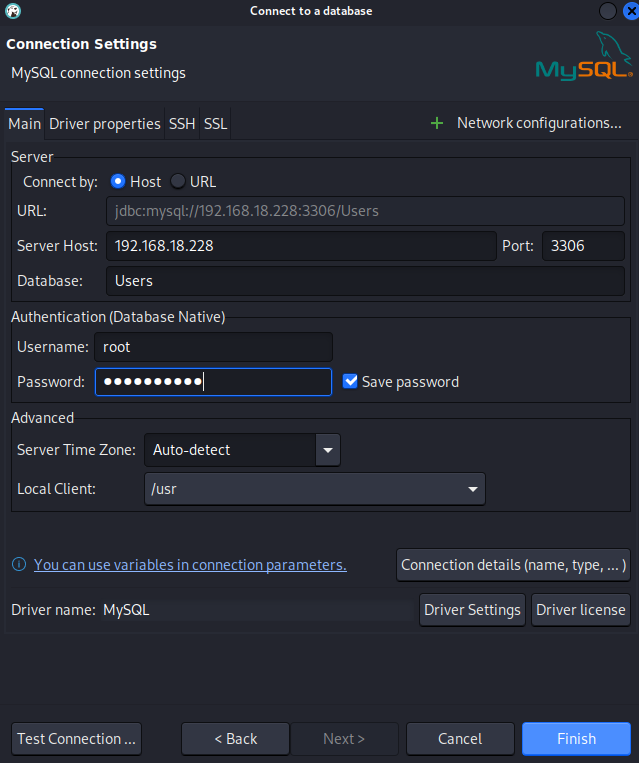 Connect to a database
Connection Settings
MySQL connection settings
MySQL®
Main Driver properties SSH SSL + Network configurations...
Server
Connect by: Host URL
URL: jdbc:mysql://192.168.18.228:3306/Users
Server Host: 192.168.18.228 Port: 3306
Database: Users
Authentication (Database Native)
Username: root
Password: ●●●●●●●●●● Save password
Advanced
Server Time Zone: Auto-detect
Local Client: /usr
You can use variables in connection parameters. Connection details (name, type, ... )
Driver name: MySQL Driver Settings Driver license
Test Connection ... < Back Next > Cancel Finish